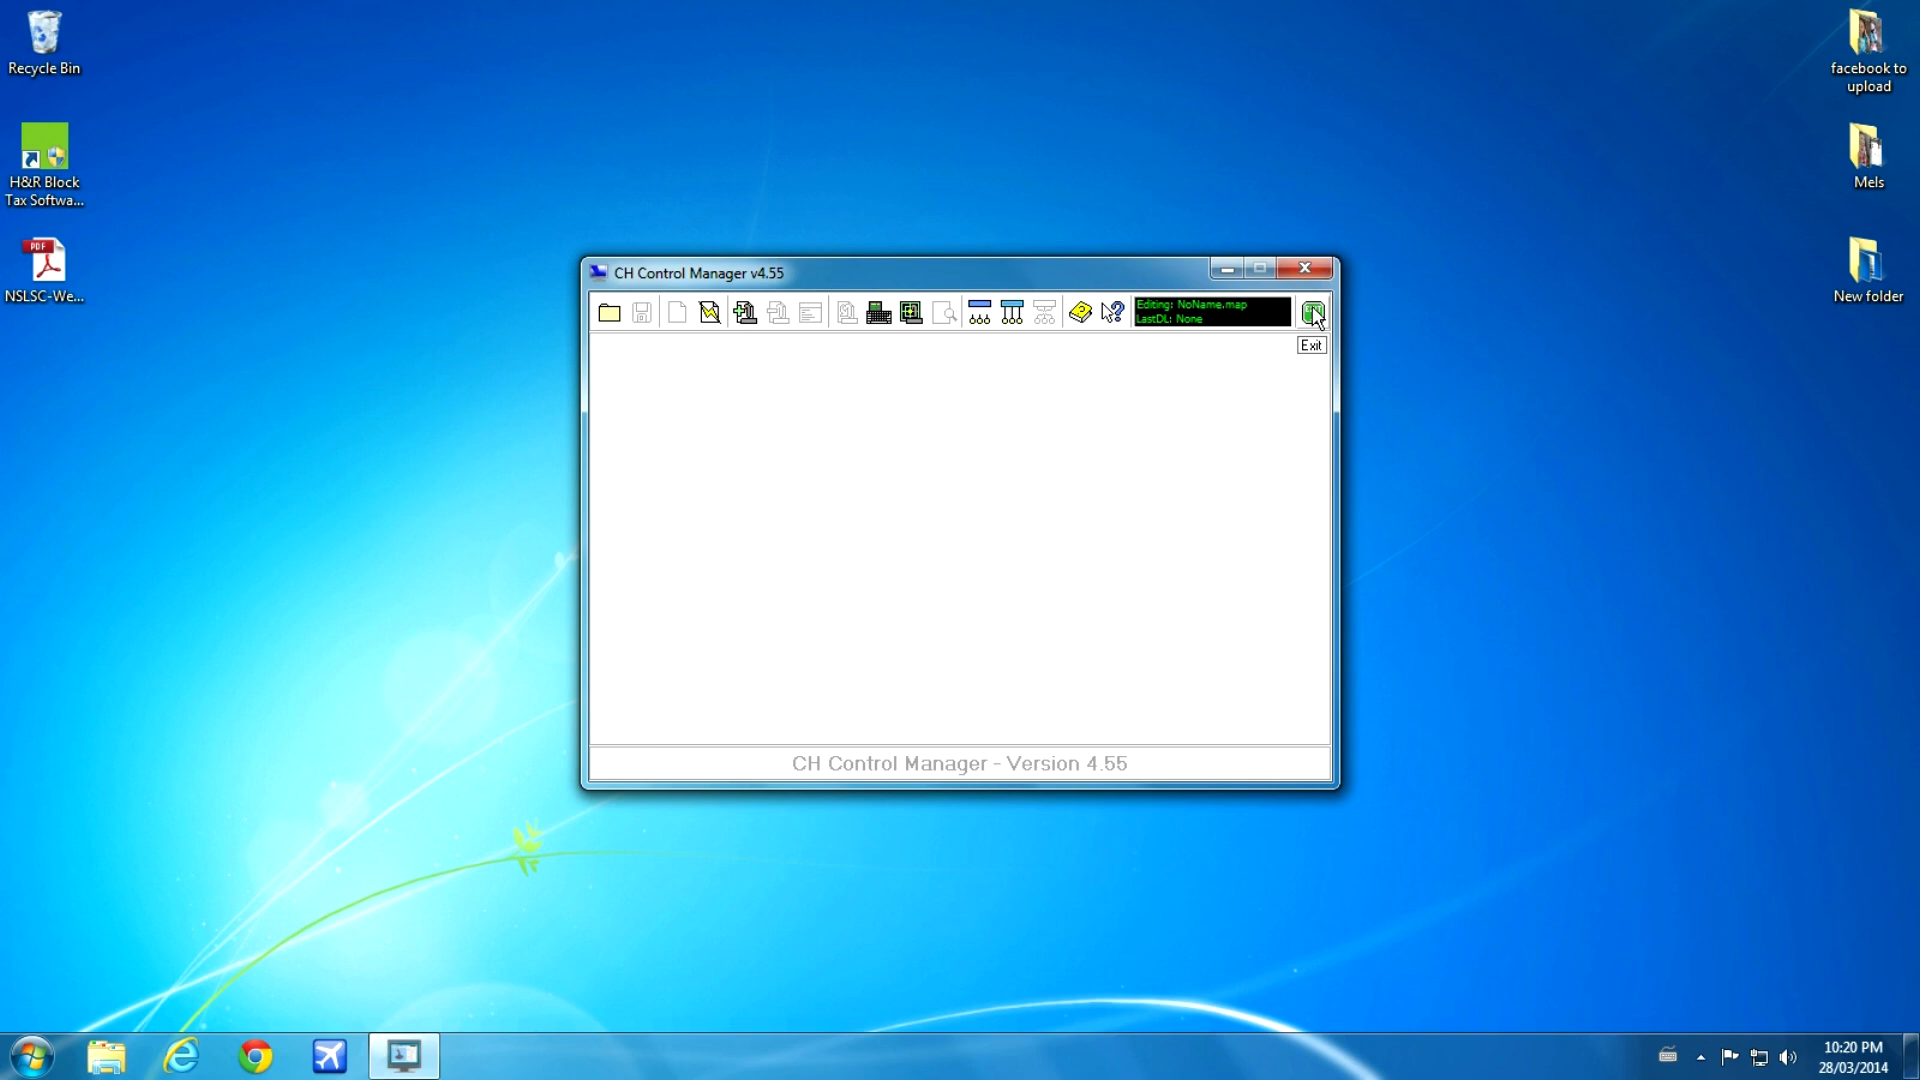 Recycle Bin
H&R Block
Tax Softwa...
PDF
NSLSC-We...
CH Control Manager v4.55
Editing: NoName.map
LastDL: None
Exit
CH Control Manager - Version 4.55
facebook to
upload
Mels
New folder
10:20 PM
28/03/2014